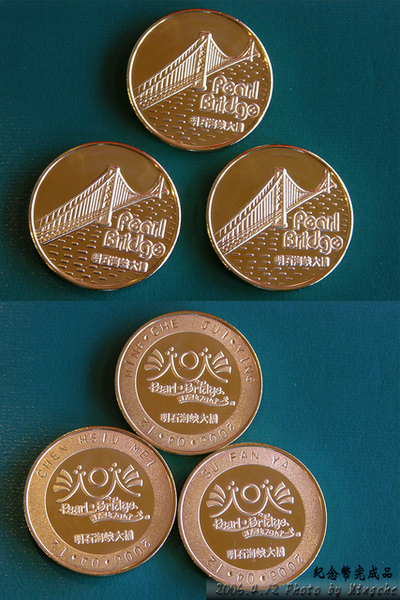 Pearl
Bridge
明石海峡大橋
Pearl
Bridge
明石海峡大橋
Pearl
Bridge
明石海峡大橋
MING·CHE JUI·YING
Pearl Bridge
明石海峡大橋
2006·04·12
CHEN HSIU MEI
Pearl·Bridge
明石海峡大橋
2006·04·12
SU FAN YA
Pearl·Bridge
明石海峡大橋
2006·04·12
紀念幣完成品
Photo by